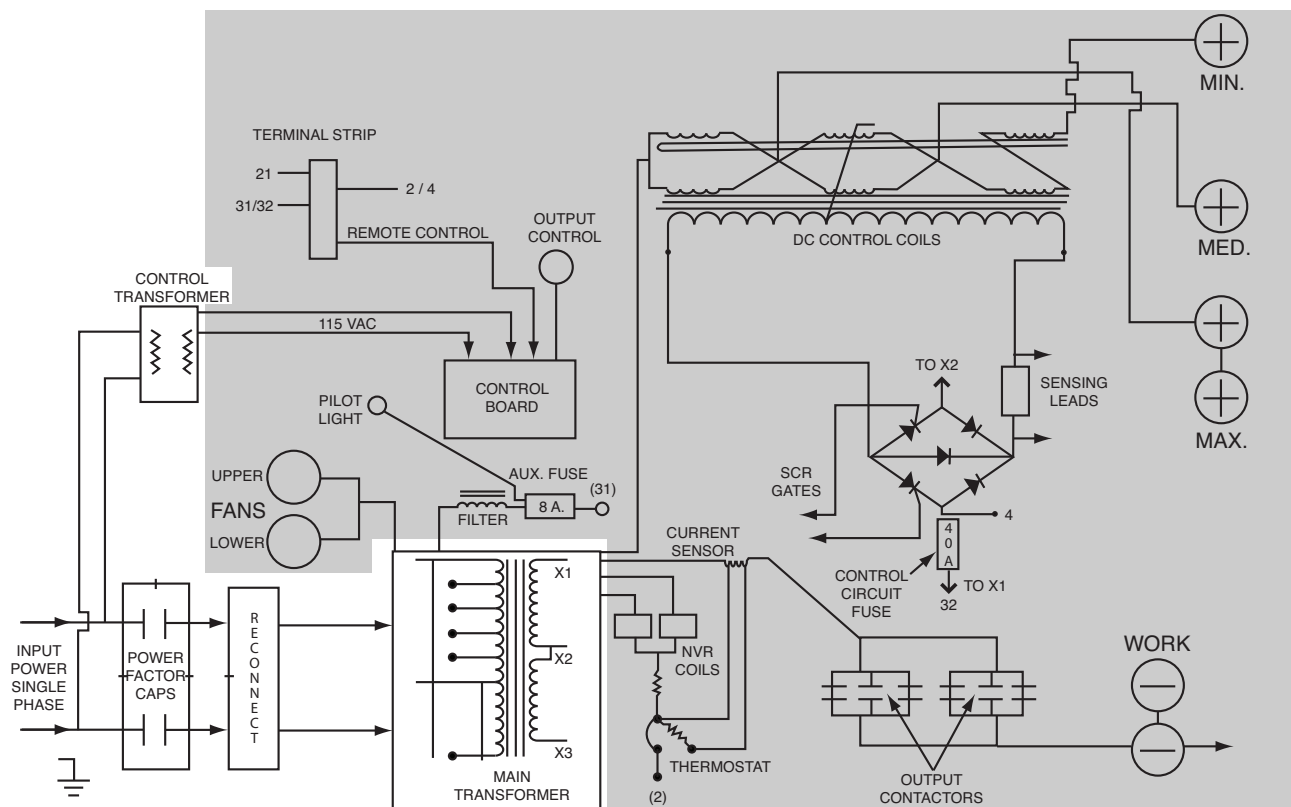 MIN.
TERMINAL STRIP
21
2 / 4
31/32
REMOTE CONTROL
OUTPUT
CONTROL
DC CONTROL COILS
MED.
CONTROL
TRANSFORMER
115 VAC
CONTROL
BOARD
TO X2
SENSING
LEADS
MAX.
PILOT
LIGHT
UPPER
FANS
LOWER
AUX. FUSE
(31)
8 A.
FILTER
SCR
GATES
4
40A
CURRENT
SENSOR
CONTROL
CIRCUIT
FUSE
TO X1
32
X1
X2
X3
NVR
COILS
WORK
INPUT
POWER
SINGLE
PHASE
POWER
FACTOR
CAPS
RECONNECT
MAIN
TRANSFORMER
THERMOSTAT
(2)
OUTPUT
CONTACTORS